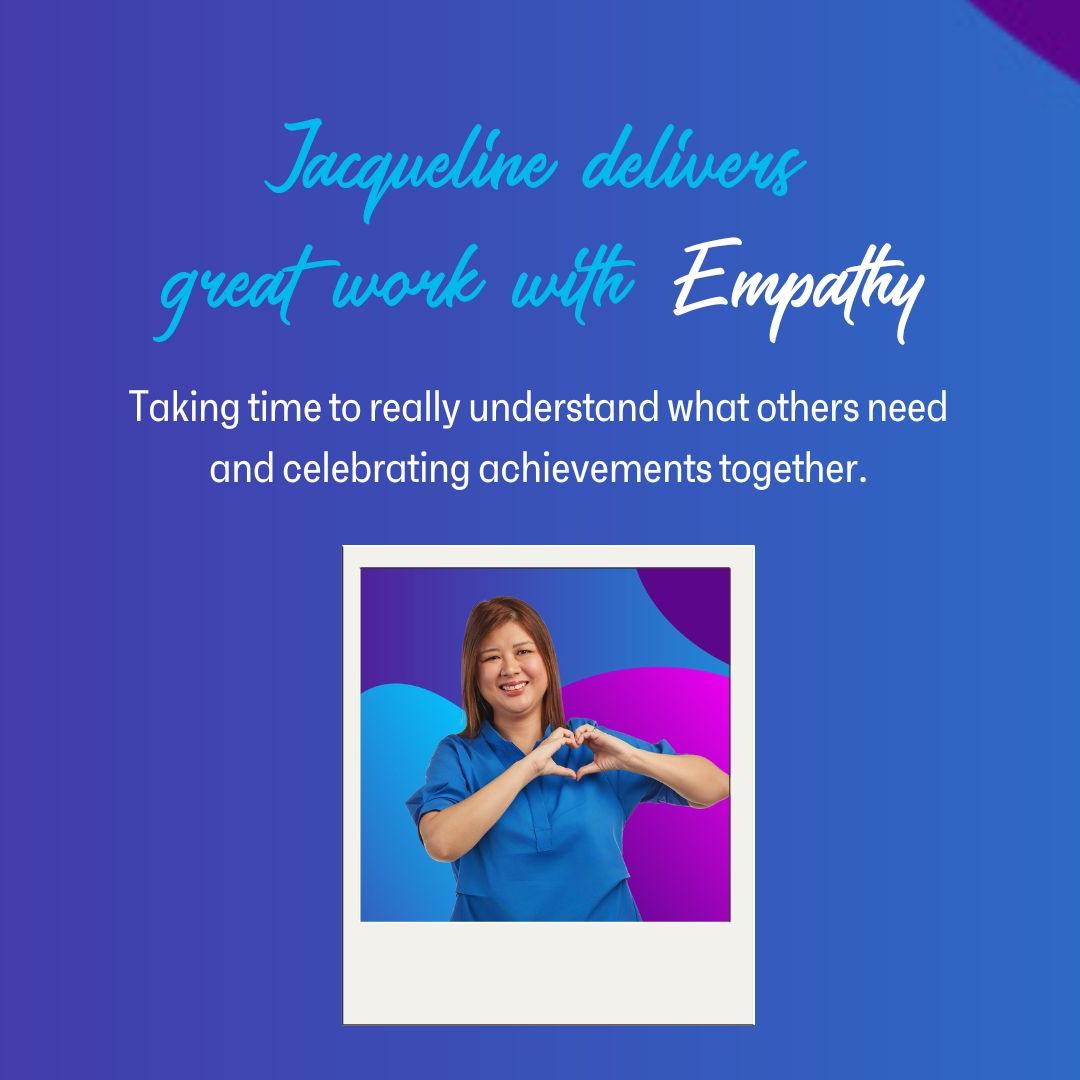 Jacqueline delivers
great work with Empathy
Taking time to really understand what others need
and celebrating achievements together.